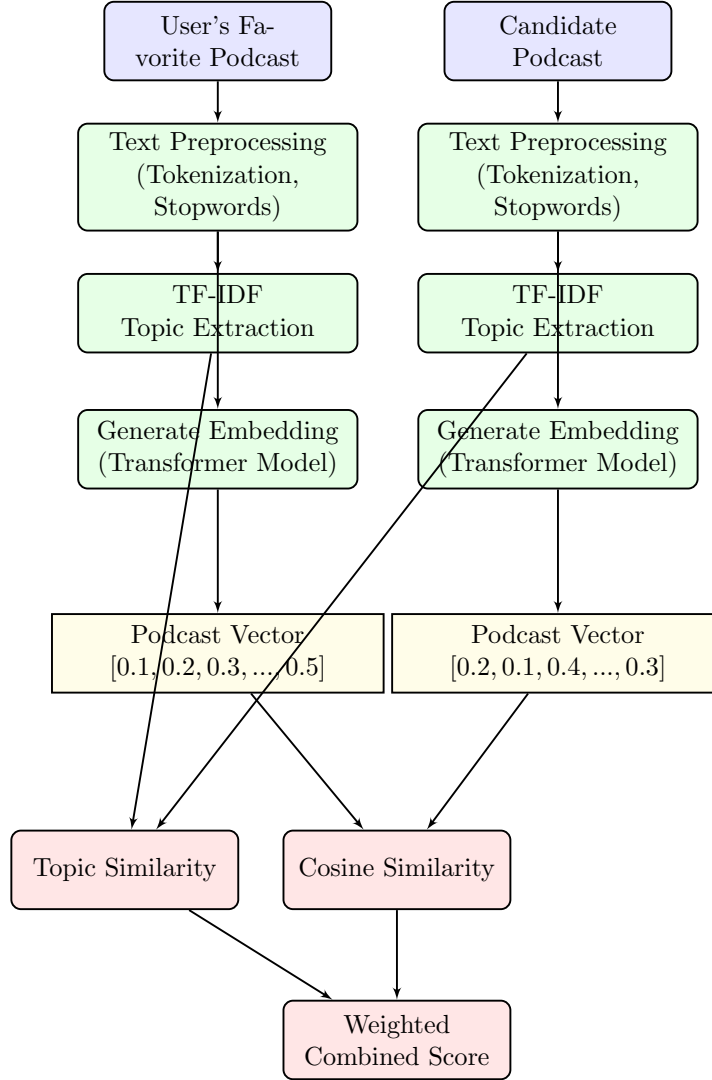 User's Fa-
vorite Podcast
Candidate
Podcast
Text Preprocessing
(Tokenization,
Stopwords)
Text Preprocessing
(Tokenization,
Stopwords)
TF-IDF
Topic Extraction
TF-IDF
Topic Extraction
Generate Embedding
(Transformer Model)
Generate Embedding
(Transformer Model)
Podcast Vector
[0.1, 0.2, 0.3, ..., 0.5]
Podcast Vector
[0.2, 0.1, 0.4, ..., 0.3]
Topic Similarity
Cosine Similarity
Weighted
Combined Score